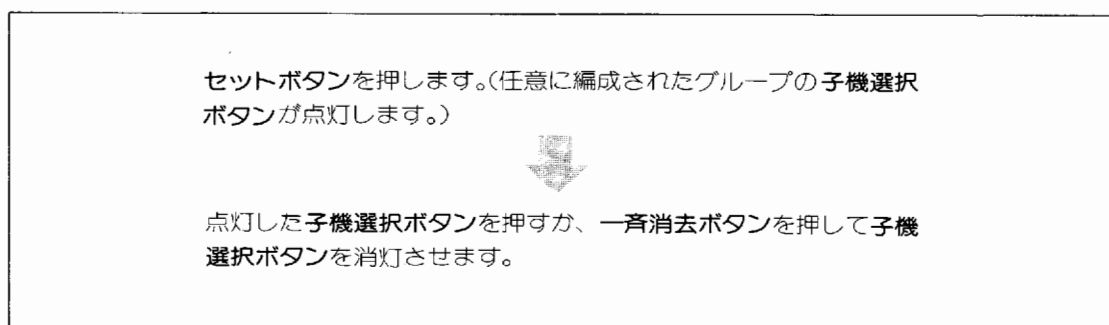 セットボタンを押します。(任意に編成されたグループの子機選択
ボタンが点灯します。)
点灯した子機選択ボタンを押すか、一斉消去ボタンを押して子機
選択ボタンを消灯させます。